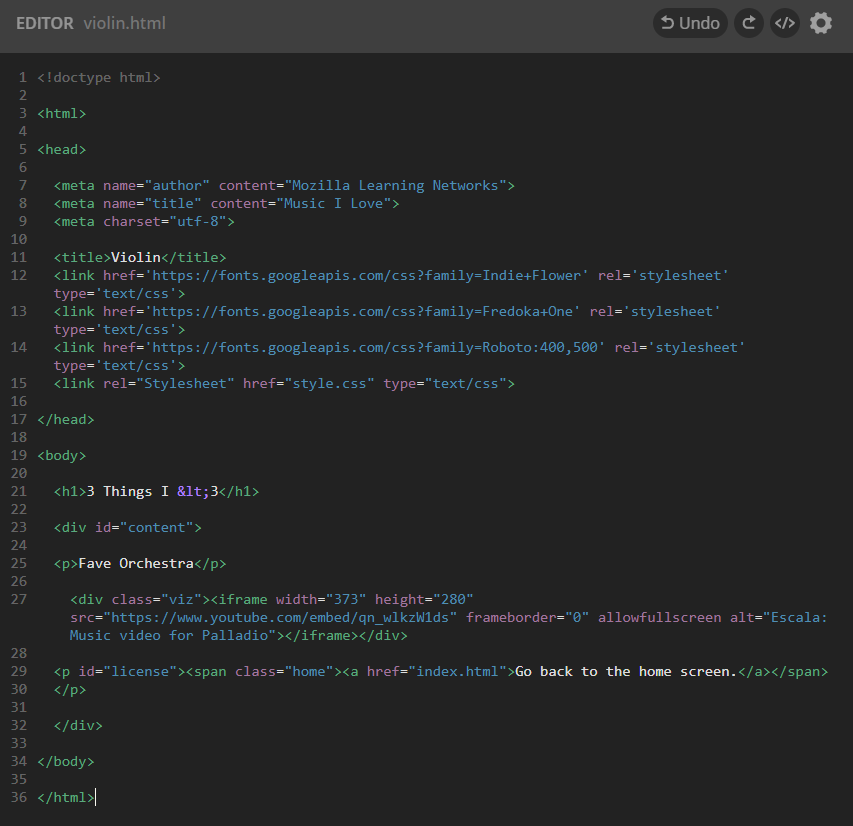 EDITOR violin.html Undo </>
1 <!doctype html>
2
3 <html>
4
5 <head>
6
7 <meta name="author" content="Mozilla Learning Networks">
8 <meta name="title" content="Music I Love">
9 <meta charset="utf-8">
10
11 <title>Violin</title>
12 <link href='https://fonts.googleapis.com/css?family=Indie+Flower' rel='stylesheet'
type='text/css'>
13 <link href='https://fonts.googleapis.com/css?family=Fredoka+One' rel='stylesheet'
type='text/css'>
14 <link href='https://fonts.googleapis.com/css?family=Roboto:400,500' rel='stylesheet'
type='text/css'>
15 <link rel="Stylesheet" href="style.css" type="text/css">
16
17 </head>
18
19 <body>
20
21 <h1>3 Things I &lt;3</h1>
22
23 <div id="content">
24
25 <p>Fave Orchestra</p>
26
27 <div class="viz"><iframe width="373" height="280"
src="https://www.youtube.com/embed/qn_wlkzW1ds" frameborder="0" allowfullscreen alt="Escala:
Music video for Palladio"></iframe></div>
28
29 <p id="license"><span class="home"><a href="index.html">Go back to the home screen.</a></span>
30 </p>
31
32 </div>
33
34 </body>
35
36 </html>